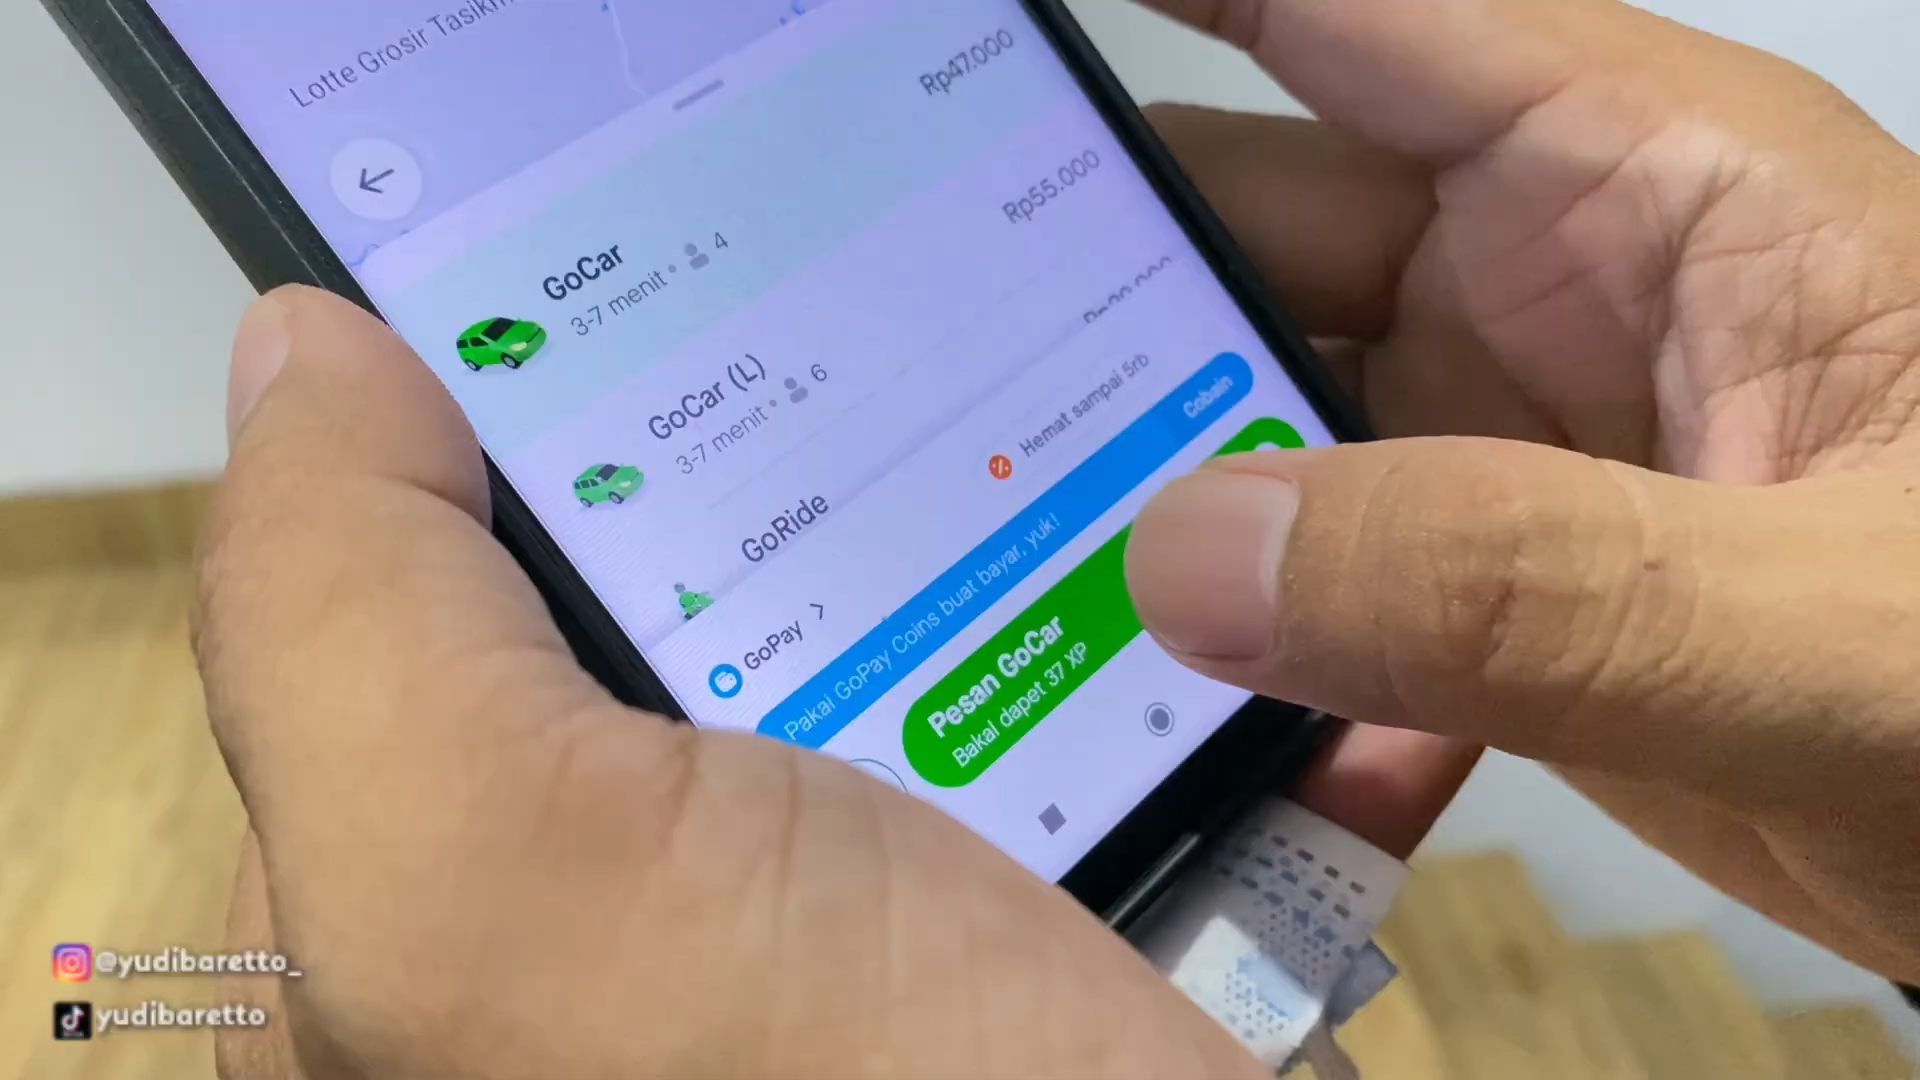 Lotte Grosir
Rp47.000
GoCar
3-7 menit • 4
Rp55.000
GoCar (L)
3-7 menit • 6
GoRide
Hemat sampai 5rb
GoPay >
Pakai GoPay Coins buat bayar, yuk! Cobain
Pesan GoCar
Bakal dapet 37 XP
@yudibaretto_
yudibaretto